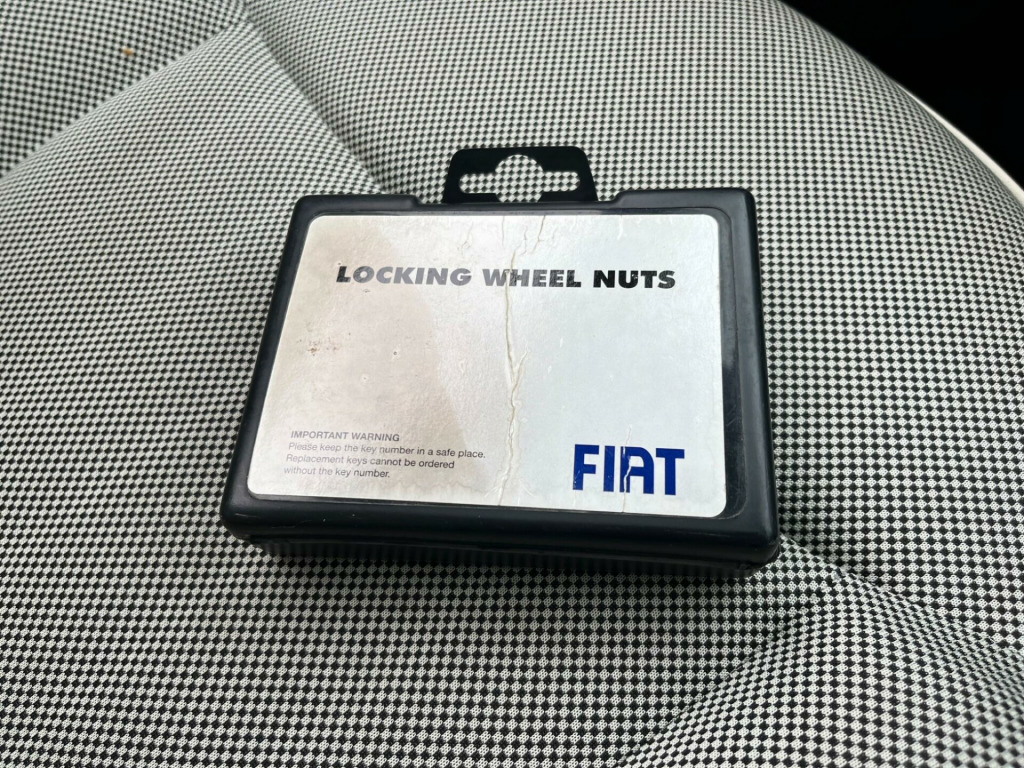 LOCKING WHEEL NUTS
IMPORTANT WARNING
Please keep the key number in a safe place.
Replacement keys cannot be ordered
without the key number.
FIAT